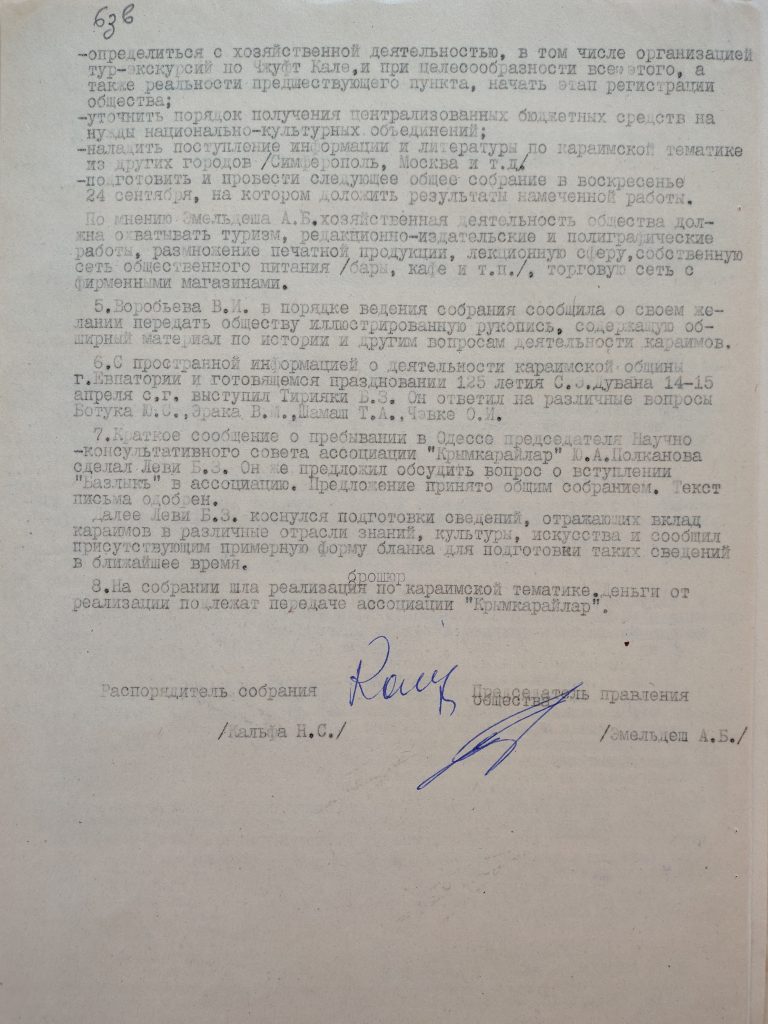 63в
-определиться с хозяйственной деятельностью, в том числе организацией
тур-экскурсий по Чжуфт Кале,и при целесообразности всего этого, а
также реальности предшествующего пункта, начать этап регистрации
общества;
-уточнить порядок получения централизованных бюджетных средств на
нужды национально-культурных объединений;
-наладить поступление информации и литературы по караимской тематике
из других городов /Симферополь, Москва и т.д/
-подготовить и провести следующее общее собрание в воскресенье
24 сентября, на котором доложить результаты намеченной работы.
По мнению Эмельдеша А.Б.хозяйственная деятельность общества дол-
жна охватывать туризм, редакционно-издательские и полиграфические
работы, размножение печатной продукции, лекционную сферу,собственную
сеть общественного питания /бары, кафе и т.п./, торговую сеть с
фирменными магазинами.
5.Воробьева В.И. в порядке ведения собрания сообщила о своем же-
лании передать обществу иллюстрированную рукопись, содержащую об-
ширный материал по истории и другим вопросам деятельности караимов.
6.С пространной информацией о деятельности караимской общины
г.Евпатории и готовящемся праздновании 125 летия С.Э.Дувана 14-15
апреля с.г. выступил Тирияки В.З. Он ответил на различные вопросы
Ботука Ю.С.,Эрака В.М.,Шамаш Т.А.,Чэвке О.И.
7.Краткое сообщение о пребывании в Одессе председателя Научно
-консультативного совета ассоциации "Крымкарайлар" Ю.А.Полканова
сделал Леви Б.З. Он же предложил обсудить вопрос о вступлении
"Базлыкъ" в ассоциацию. Предложение принято общим собранием. Текст
письма одобрен.
Далее Леви Б.З. коснулся подготовки сведений, отражающих вклад
караимов в различные отрасли знаний, культуры, искусства и сообщил
присутствующим примерную форму бланка для подготовки таких сведений
в ближайшее время.
брошюр
8.На собрании шла реализация по караимской тематике.Деньги от
реализации подлежат передаче ассоциации "Крымкарайлар".
Распорядитель собрания Председатель правления
общества
/Кальфа Н.С./ /Эмельдеш А.Б./